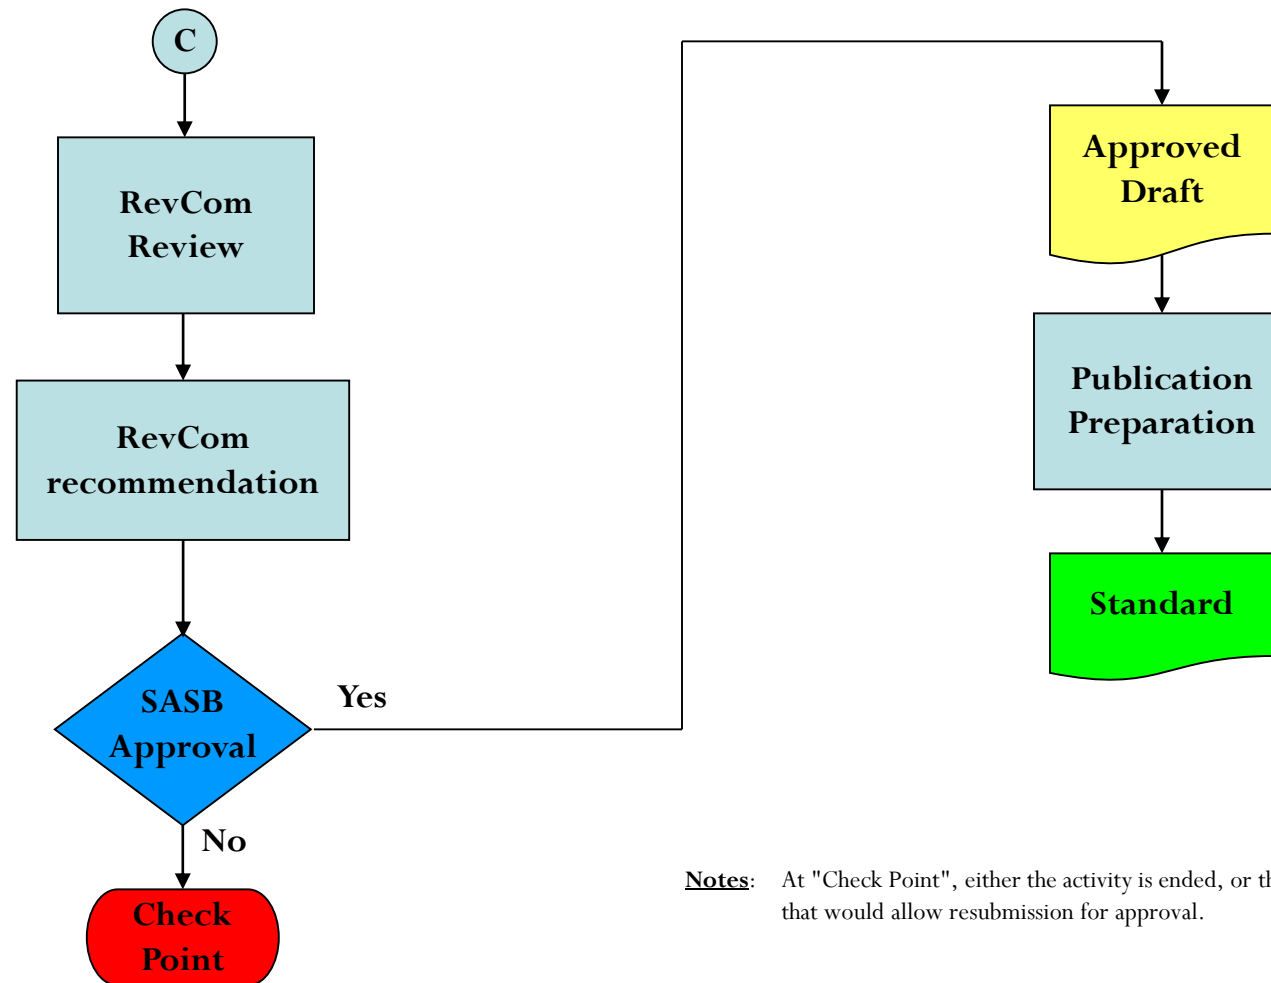 C
RevCom
Review
RevCom
recommendation
SASB
Approval
Yes
No
Check
Point
Approved
Draft
Publication
Preparation
Standard
Notes: At "Check Point", either the activity is ended, or
that would allow resubmission for approval.